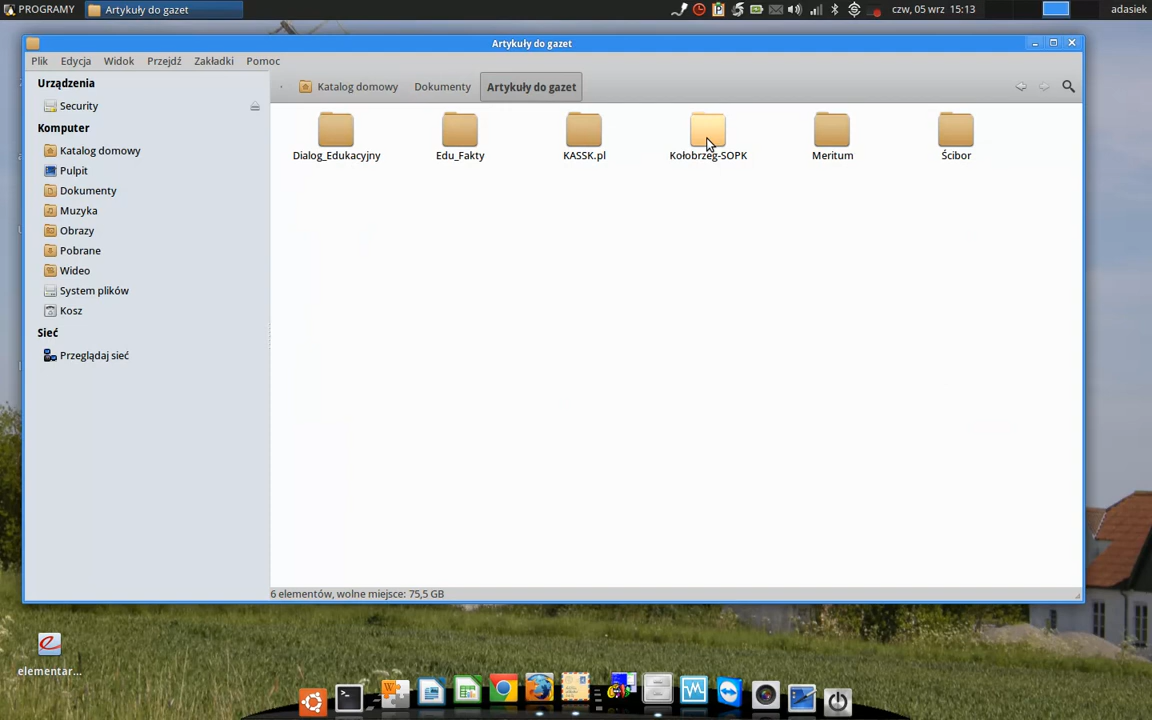 PROGRAMY
Artykuły do gazet
czw, 05 wrz 15:13
adasiek
Artykuły do gazet
Plik Edycja Widok Przejdź Zakładki Pomoc
Urządzenia
Security
Komputer
Katalog domowy
Pulpit
Dokumenty
Muzyka
Obrazy
Pobrane
Wideo
System plików
Kosz
Sieć
Przeglądaj sieć
Katalog domowy Dokumenty Artykuły do gazet
Dialog_Edukacyjny Edu_Fakty KASSK.pl Kołobrzeg-SOPK Meritum Ścibor
6 elementów, wolne miejsce: 75,5 GB
elementar...